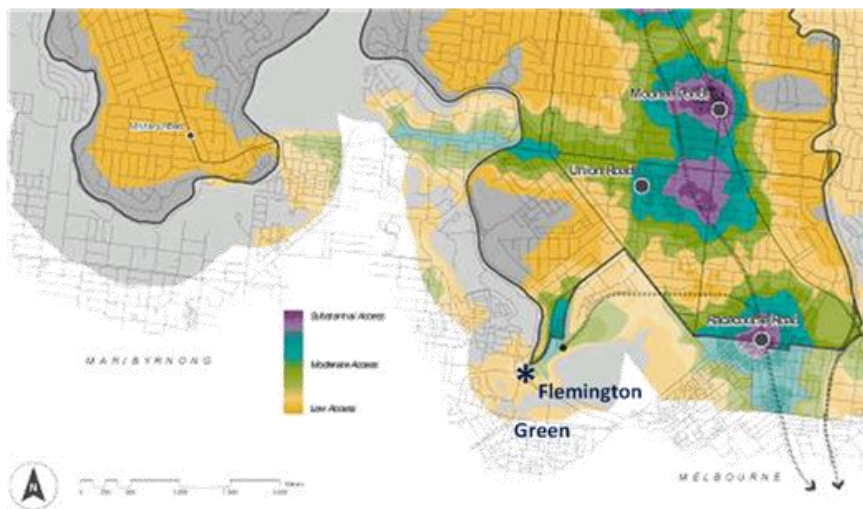 Moonee Ponds
Union Road
Substantial Access
Racecourse Road
MARIBYRNONG
Moderate Access
Flemington
Low Access
Green
MELBOURNE
N